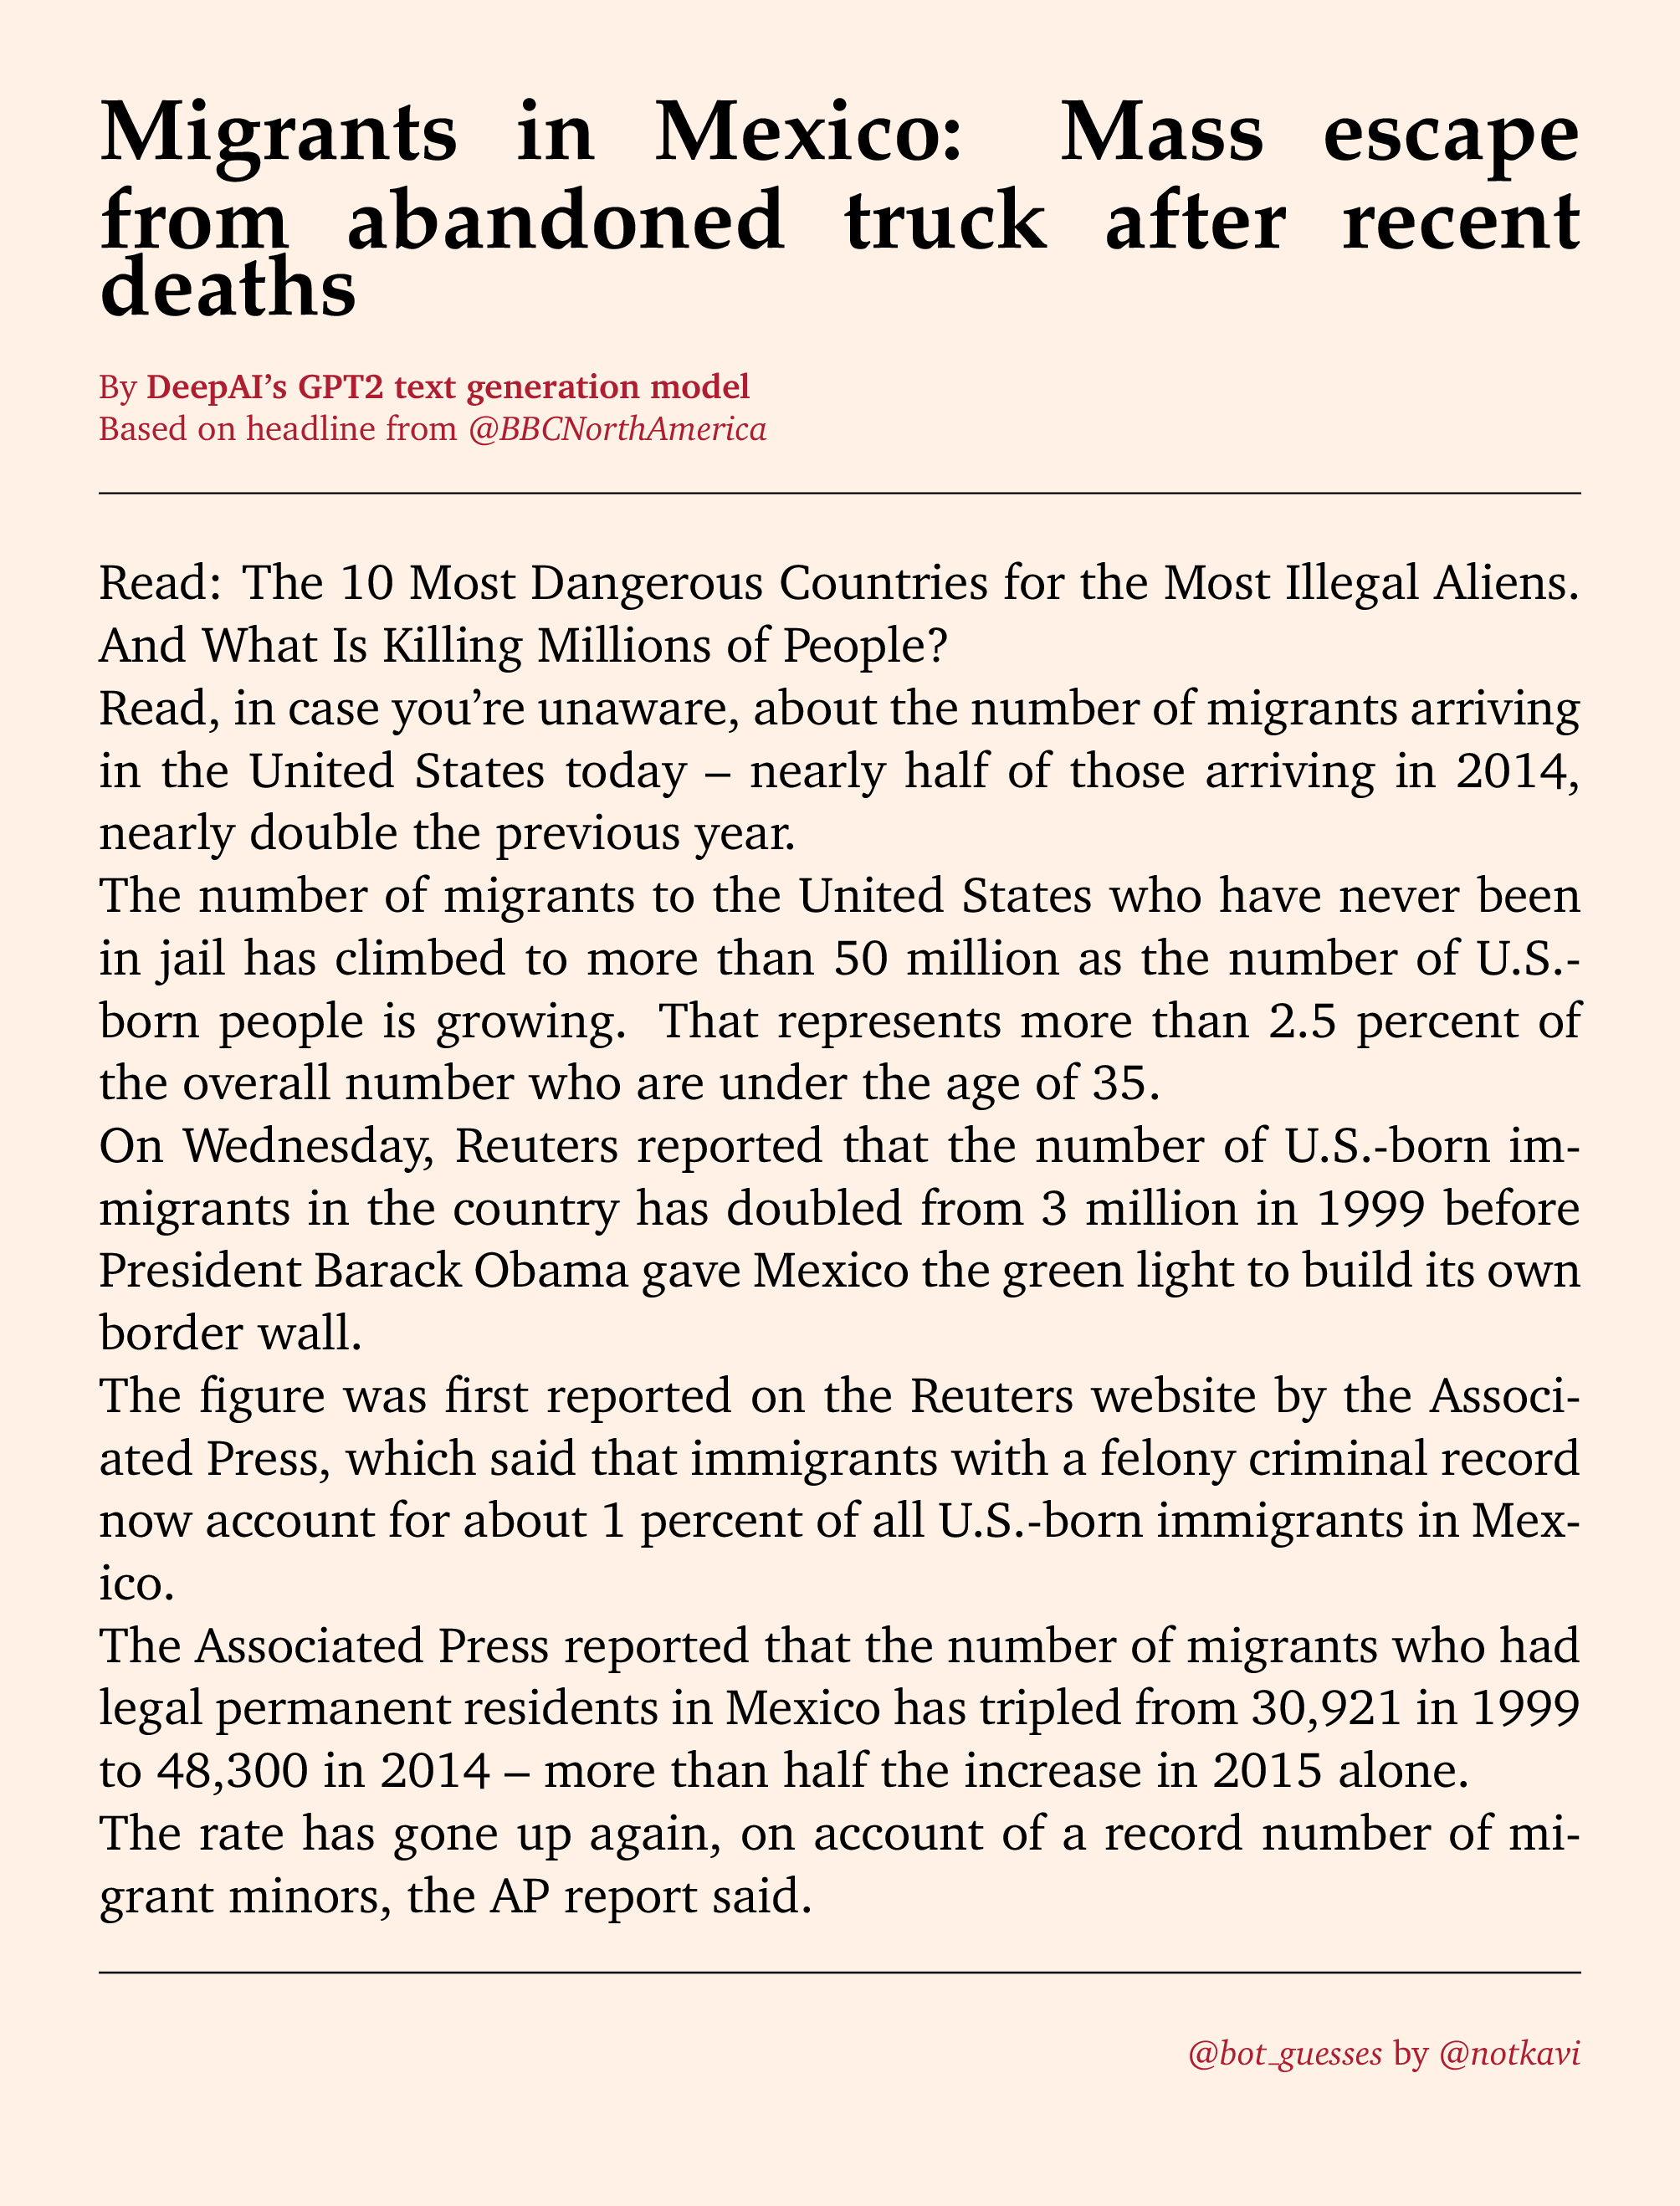 Migrants in Mexico: Mass escape
from abandoned truck after recent
deaths
By DeepAI’s GPT2 text generation model
Based on headline from @BBCNorthAmerica
Read: The 10 Most Dangerous Countries for the Most Illegal Aliens.
And What Is Killing Millions of People?
Read, in case you’re unaware, about the number of migrants arriving
in the United States today – nearly half of those arriving in 2014,
nearly double the previous year.
The number of migrants to the United States who have never been
in jail has climbed to more than 50 million as the number of U.S.-
born people is growing. That represents more than 2.5 percent of
the overall number who are under the age of 35.
On Wednesday, Reuters reported that the number of U.S.-born im-
migrants in the country has doubled from 3 million in 1999 before
President Barack Obama gave Mexico the green light to build its own
border wall.
The figure was first reported on the Reuters website by the Associ-
ated Press, which said that immigrants with a felony criminal record
now account for about 1 percent of all U.S.-born immigrants in Mex-
ico.
The Associated Press reported that the number of migrants who had
legal permanent residents in Mexico has tripled from 30,921 in 1999
to 48,300 in 2014 – more than half the increase in 2015 alone.
The rate has gone up again, on account of a record number of mi-
grant minors, the AP report said.
@bot_guesses by @notkavi